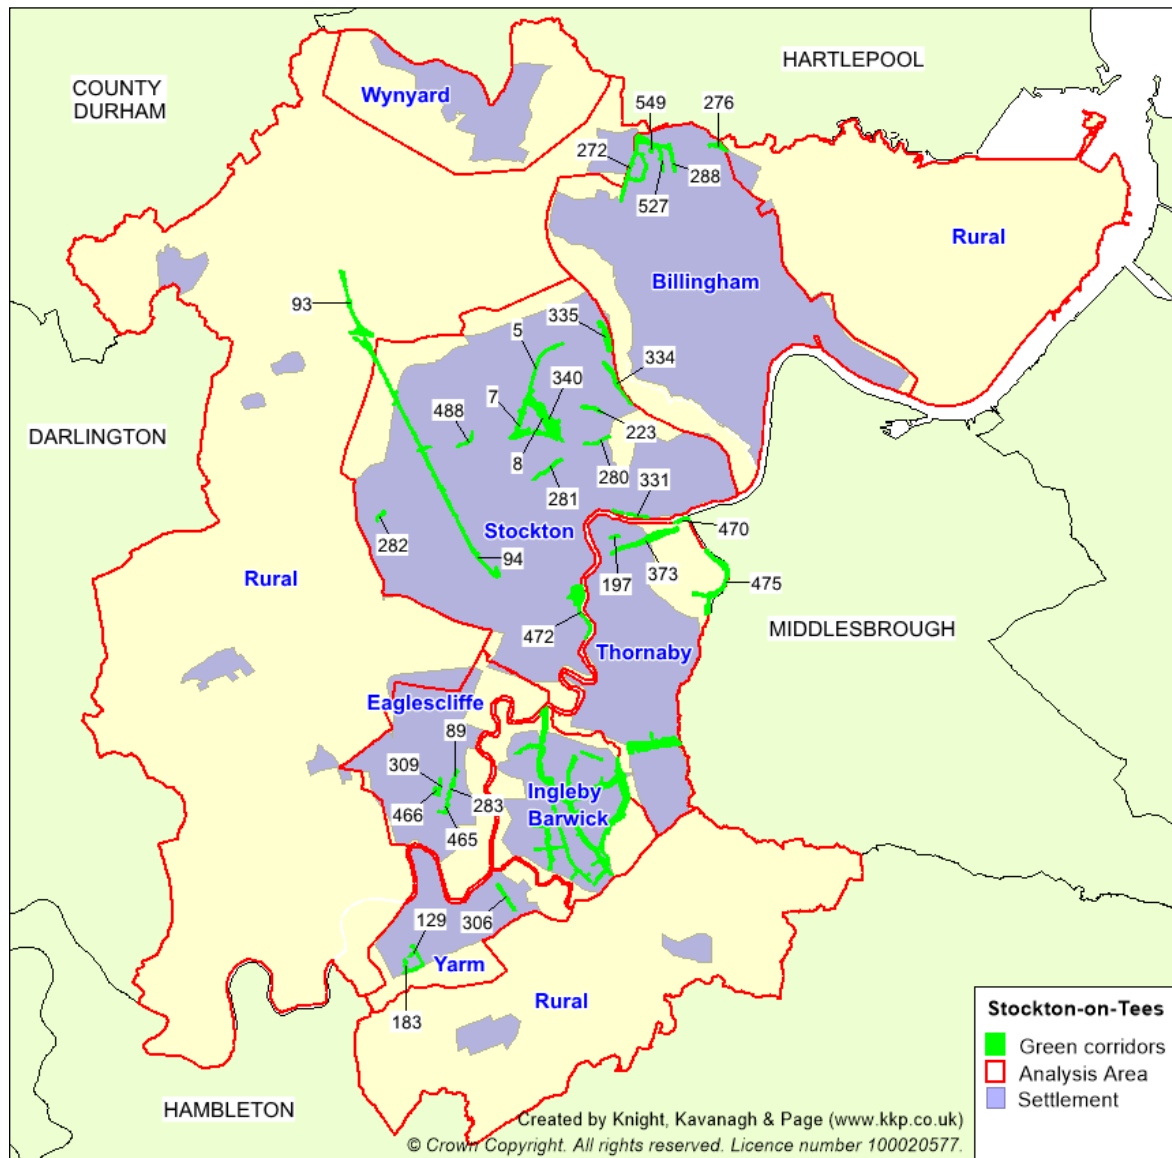 HARTLEPOOL
COUNTY
DURHAM
Wynyard
549
276
272
288
527
Rural
Billingham
93
335
5
334
340
7
488
DARLINGTON
223
8
280
281
331
Stockton
470
282
94
197
373
475
Rural
MIDDLESBROUGH
472
Thornaby
Eaglescliffe
89
309
Ingleby
Barwick
283
466
465
129
306
Yarm
Rural
183
Stockton-on-Tees
Green corridors
Analysis Area
Settlement
HAMBLETON
Created by Knight, Kavanagh & Page (www.kkp.co.uk)
© Crown Copyright. All rights reserved. Licence number 100020577.